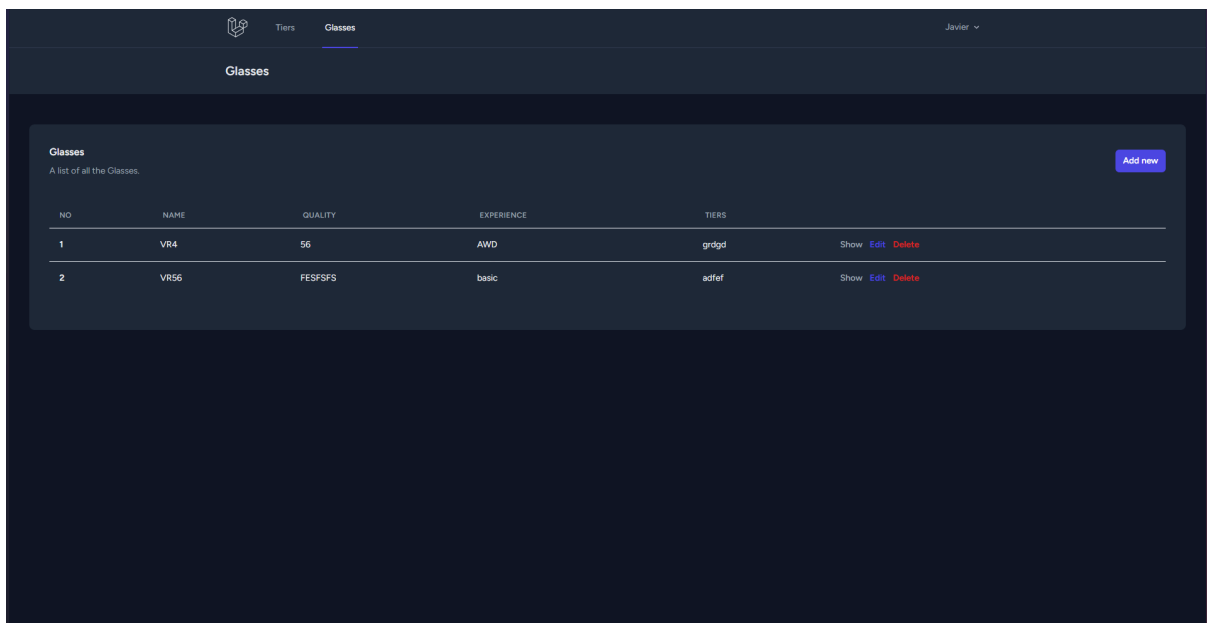 Tiers Glasses Javier
Glasses
Glasses
A list of all the Glasses.
Add new
NO NAME QUALITY EXPERIENCE TIERS
1 VR4 56 AWD grdgd Show Edit Delete
2 VR56 FESFSFS basic adfef Show Edit Delete